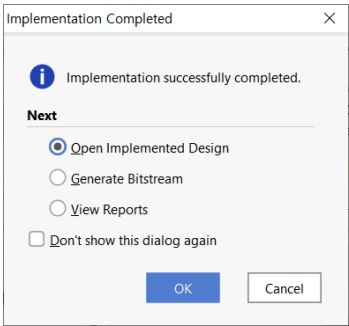 Implementation Completed
Implementation successfully completed.
Next
Open Implemented Design
Generate Bitstream
View Reports
Don't show this dialog again
OK
Cancel